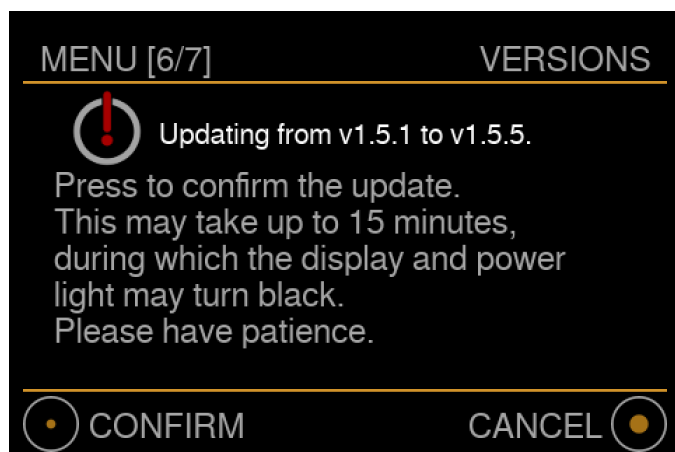 MENU [6/7] VERSIONS
Updating from v1.5.1 to v1.5.5.
Press to confirm the update.
This may take up to 15 minutes,
during which the display and power
light may turn black.
Please have patience.
CONFIRM CANCEL